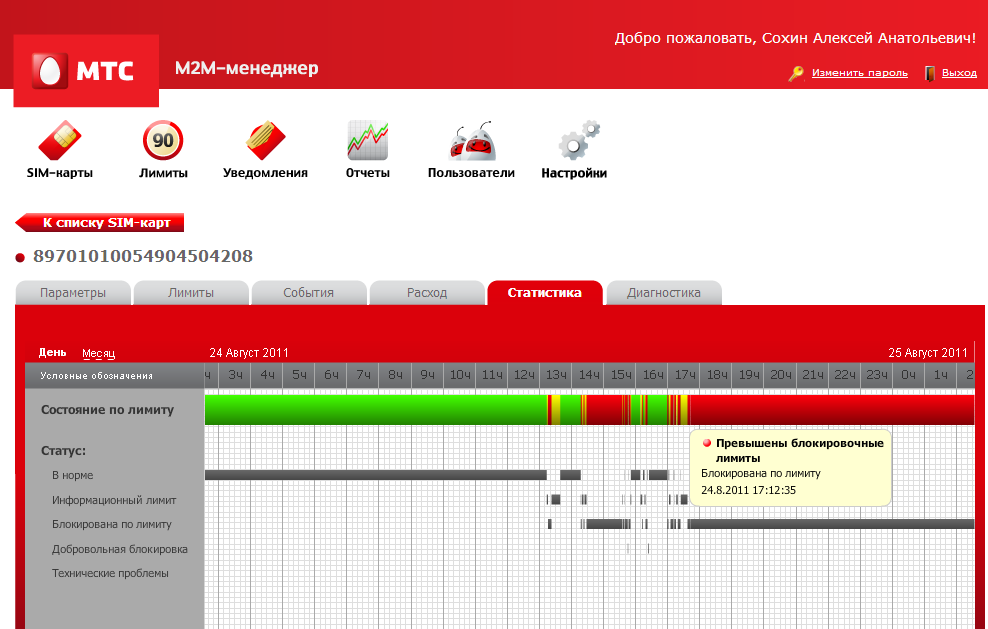 Добро пожаловать, Сохин Алексей Анатольевич!
МТС
М2М-менеджер
Изменить пароль
Выход
90
SIM-карты
Лимиты
Уведомления
Отчеты
Пользователи
Настройки
К списку SIM-карт
89701010054904504208
Параметры
Лимиты
События
Расход
Статистика
Диагностика
День
Месяц
24 Август 2011
25 Август 2011
Условные обозначения
ч 3ч 4ч 5ч 6ч 7ч 8ч 9ч 10ч 11ч 12ч 13ч 14ч 15ч 16ч 17ч 18ч 19ч 20ч 21ч 22ч 23ч 0ч 1ч 2
Состояние по лимиту
Превышены блокировочные
лимиты
Блокирована по лимиту
24.8.2011 17:12:35
Статус:
В норме
Информационный лимит
Блокирована по лимиту
Добровольная блокировка
Технические проблемы